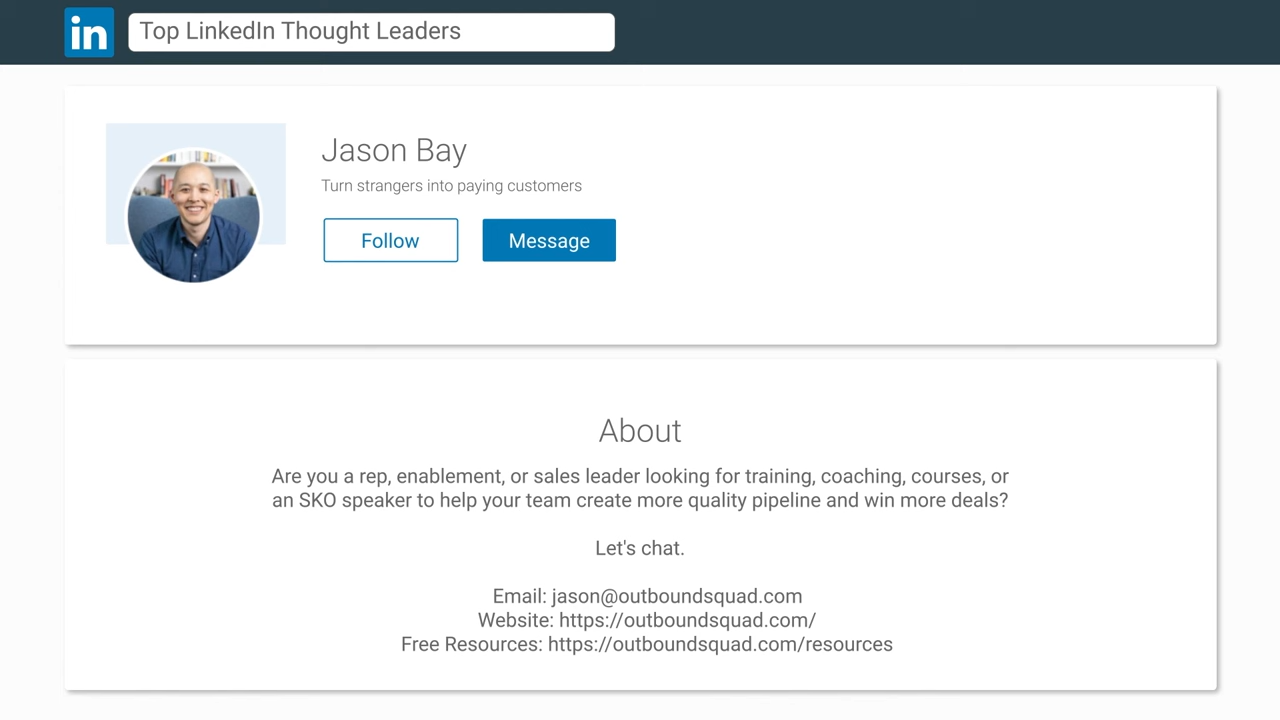 in
Top LinkedIn Thought Leaders
Jason Bay
Turn strangers into paying customers
Follow
Message
About
Are you a rep, enablement, or sales leader looking for training, coaching, courses, or
an SKO speaker to help your team create more quality pipeline and win more deals?
Let's chat.
Email: jason@outboundsquad.com
Website: https://outboundsquad.com/
Free Resources: https://outboundsquad.com/resources